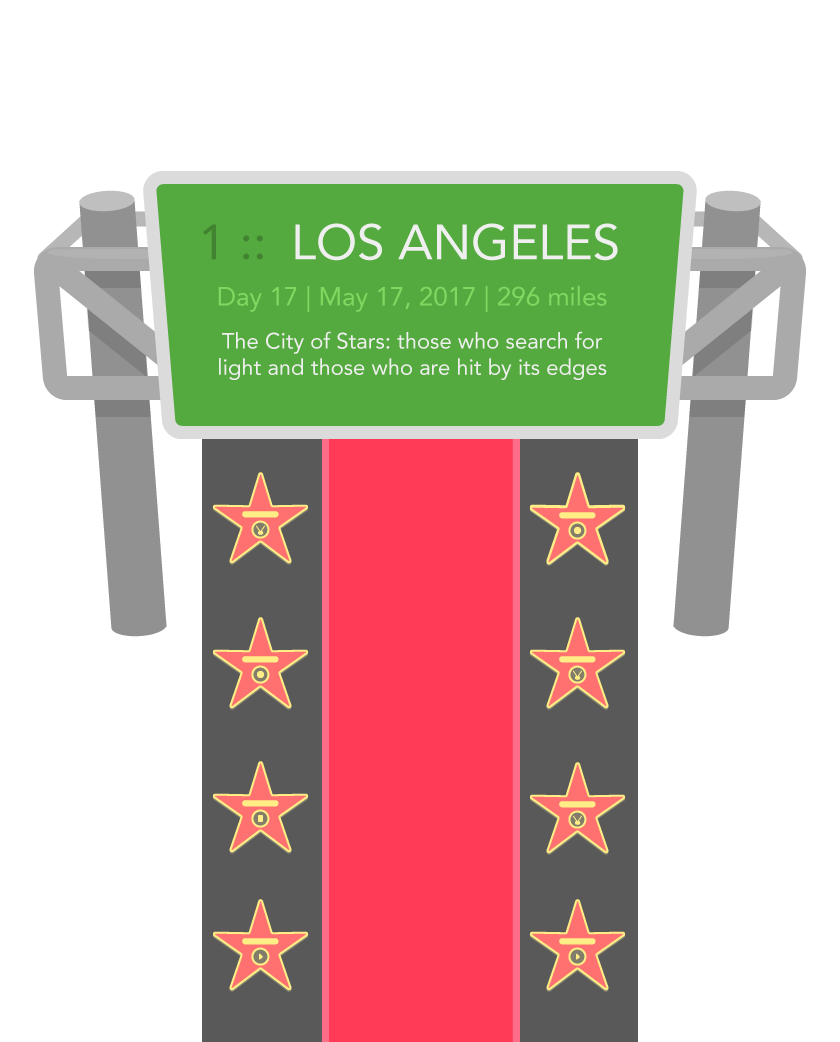 1 :: LOS ANGELES
Day 17 | May 17, 2017 | 296 miles
The City of Stars: those who search for
light and those who are hit by its edges